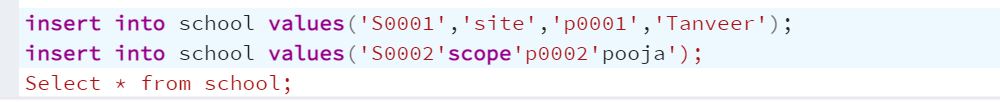 insert into school values('S0001','site','p0001','Tanveer');
insert into school values('S0002'scope'p0002'pooja');
Select * from school;